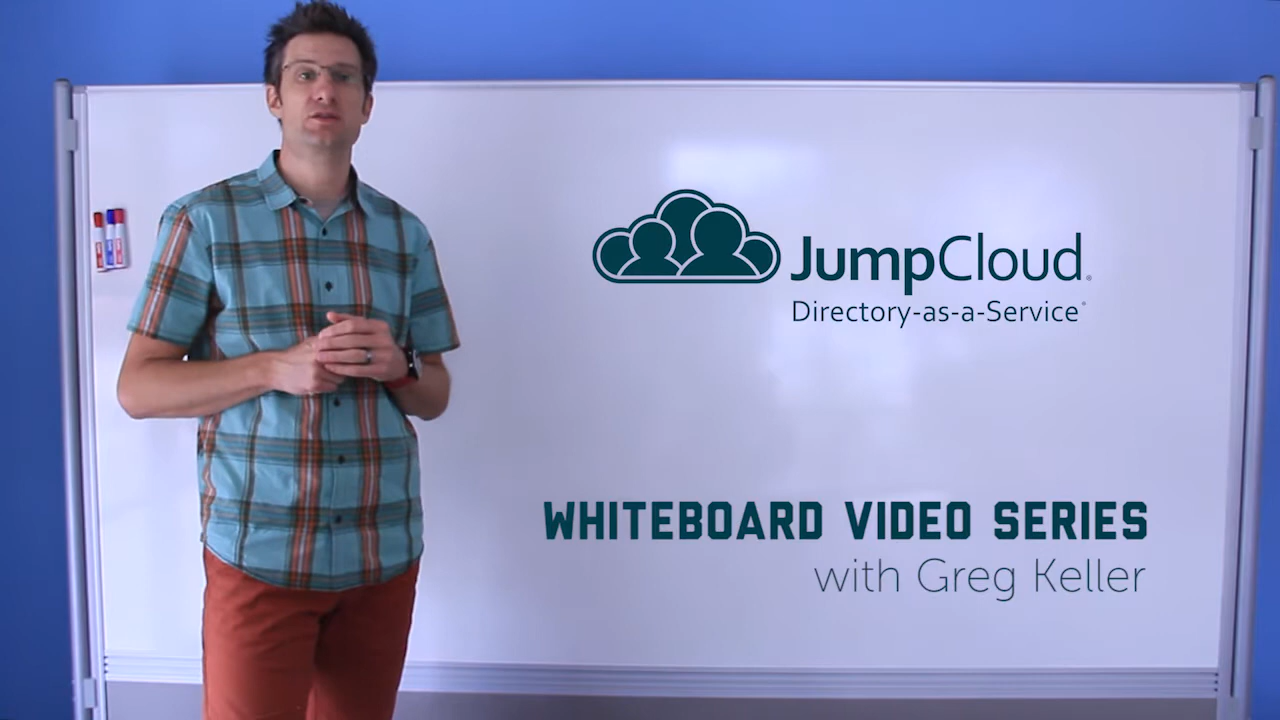 JumpCloud®
Directory-as-a-Service®
WHITEBOARD VIDEO SERIES
with Greg Keller